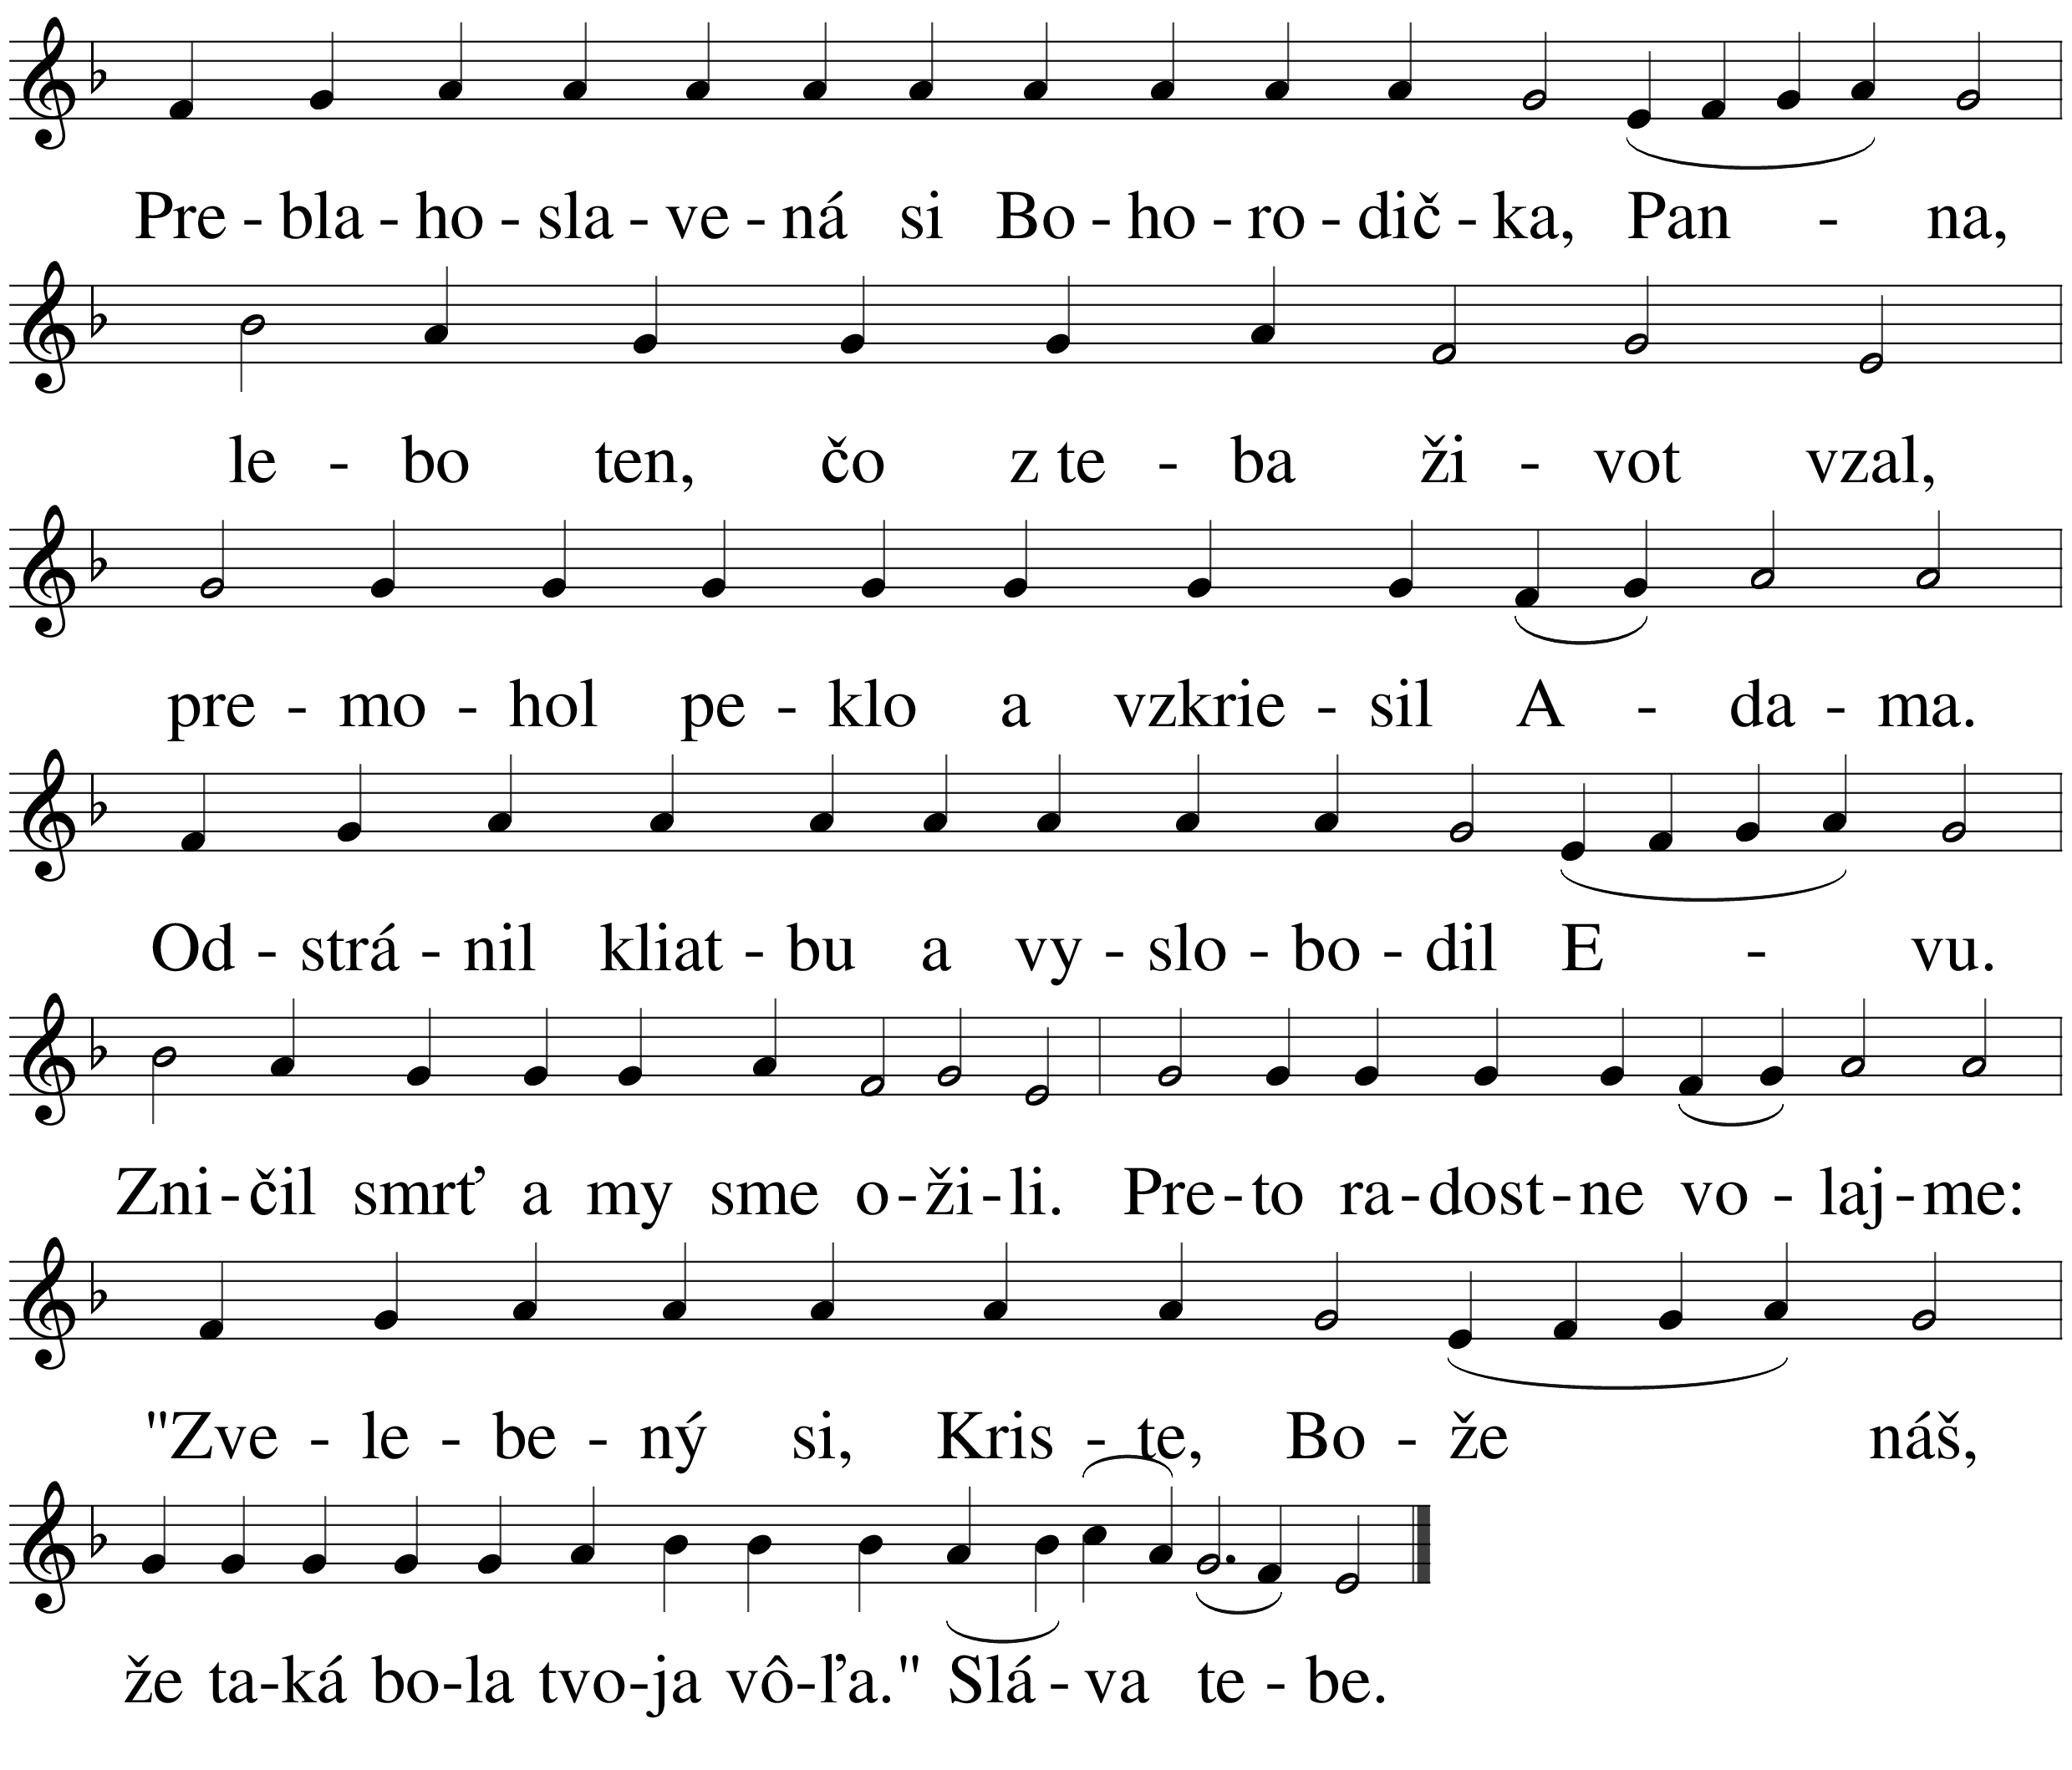 Pre - bla - ho - sla - ve - ná si Bo - ho - ro - dič - ka, Pan - na,
le - bo ten, čo z te - ba ži - vot vzal,
pre - mo - hol pe - klo a vzkrie - sil A - da - ma.
Od - strá - nil kliat - bu a vy - slo - bo - dil E - vu.
Zni - čil smrť a my sme o - ži - li. Pre - to ra - dost - ne vo - laj - me:
"Zve - le - be - ný si, Kris - te, Bo - že náš,
že ta - ká bo - la tvo - ja vô - ľa." Slá - va te - be.